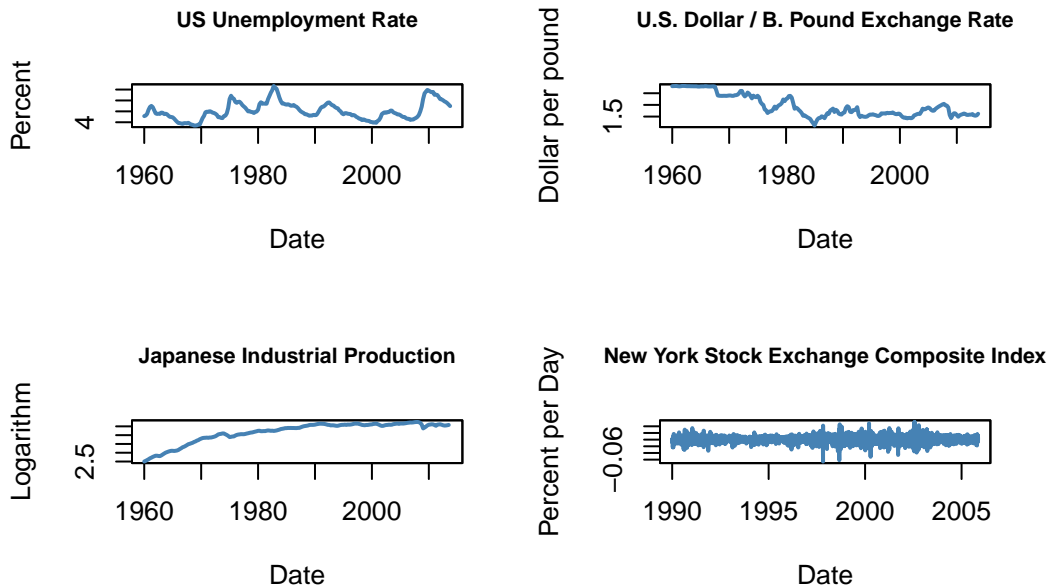 US Unemployment Rate
Percent
4
1960 1980 2000
Date
U.S. Dollar / B. Pound Exchange Rate
Dollar per pound
1.5
1960 1980 2000
Date
Japanese Industrial Production
Logarithm
2.5
1960 1980 2000
Date
New York Stock Exchange Composite Index
Percent per Day
−0.06
1990 1995 2000 2005
Date